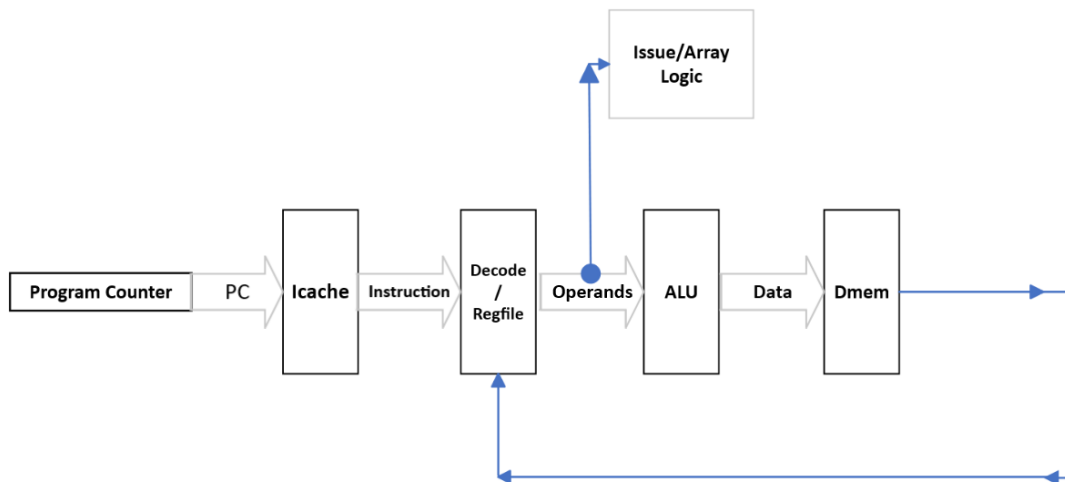 Issue/Array
Logic
Program Counter
PC
Icache
Instruction
Decode
/
Regfile
Operands
ALU
Data
Dmem